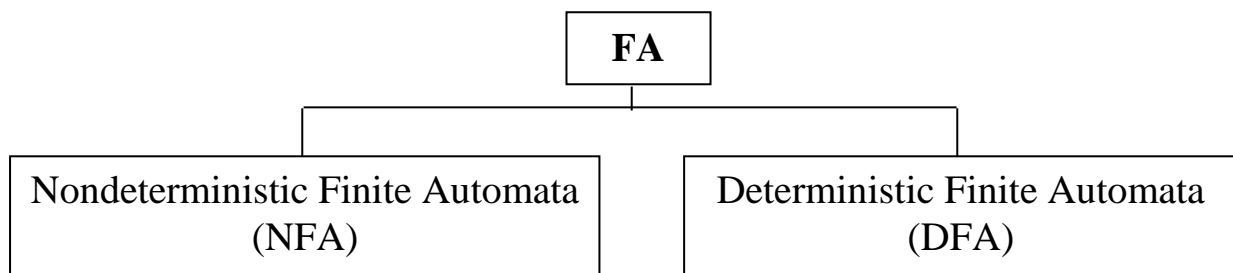 FA
Nondeterministic Finite Automata
(NFA)
Deterministic Finite Automata
(DFA)